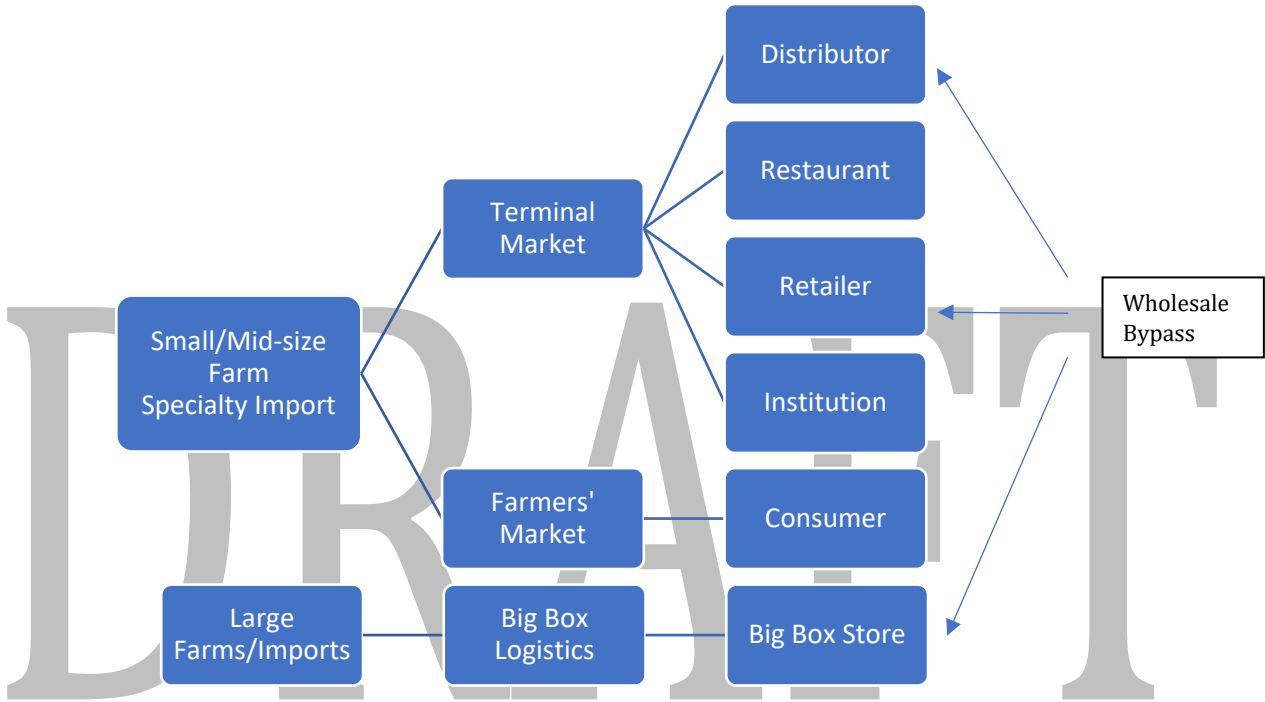 Distributor
Restaurant
Terminal
Market
Retailer
Wholesale
Bypass
Small/Mid-size
Farm
Specialty Import
Institution
Farmers'
Market
Consumer
Large
Farms/Imports
Big Box
Logistics
Big Box Store
DRAFT